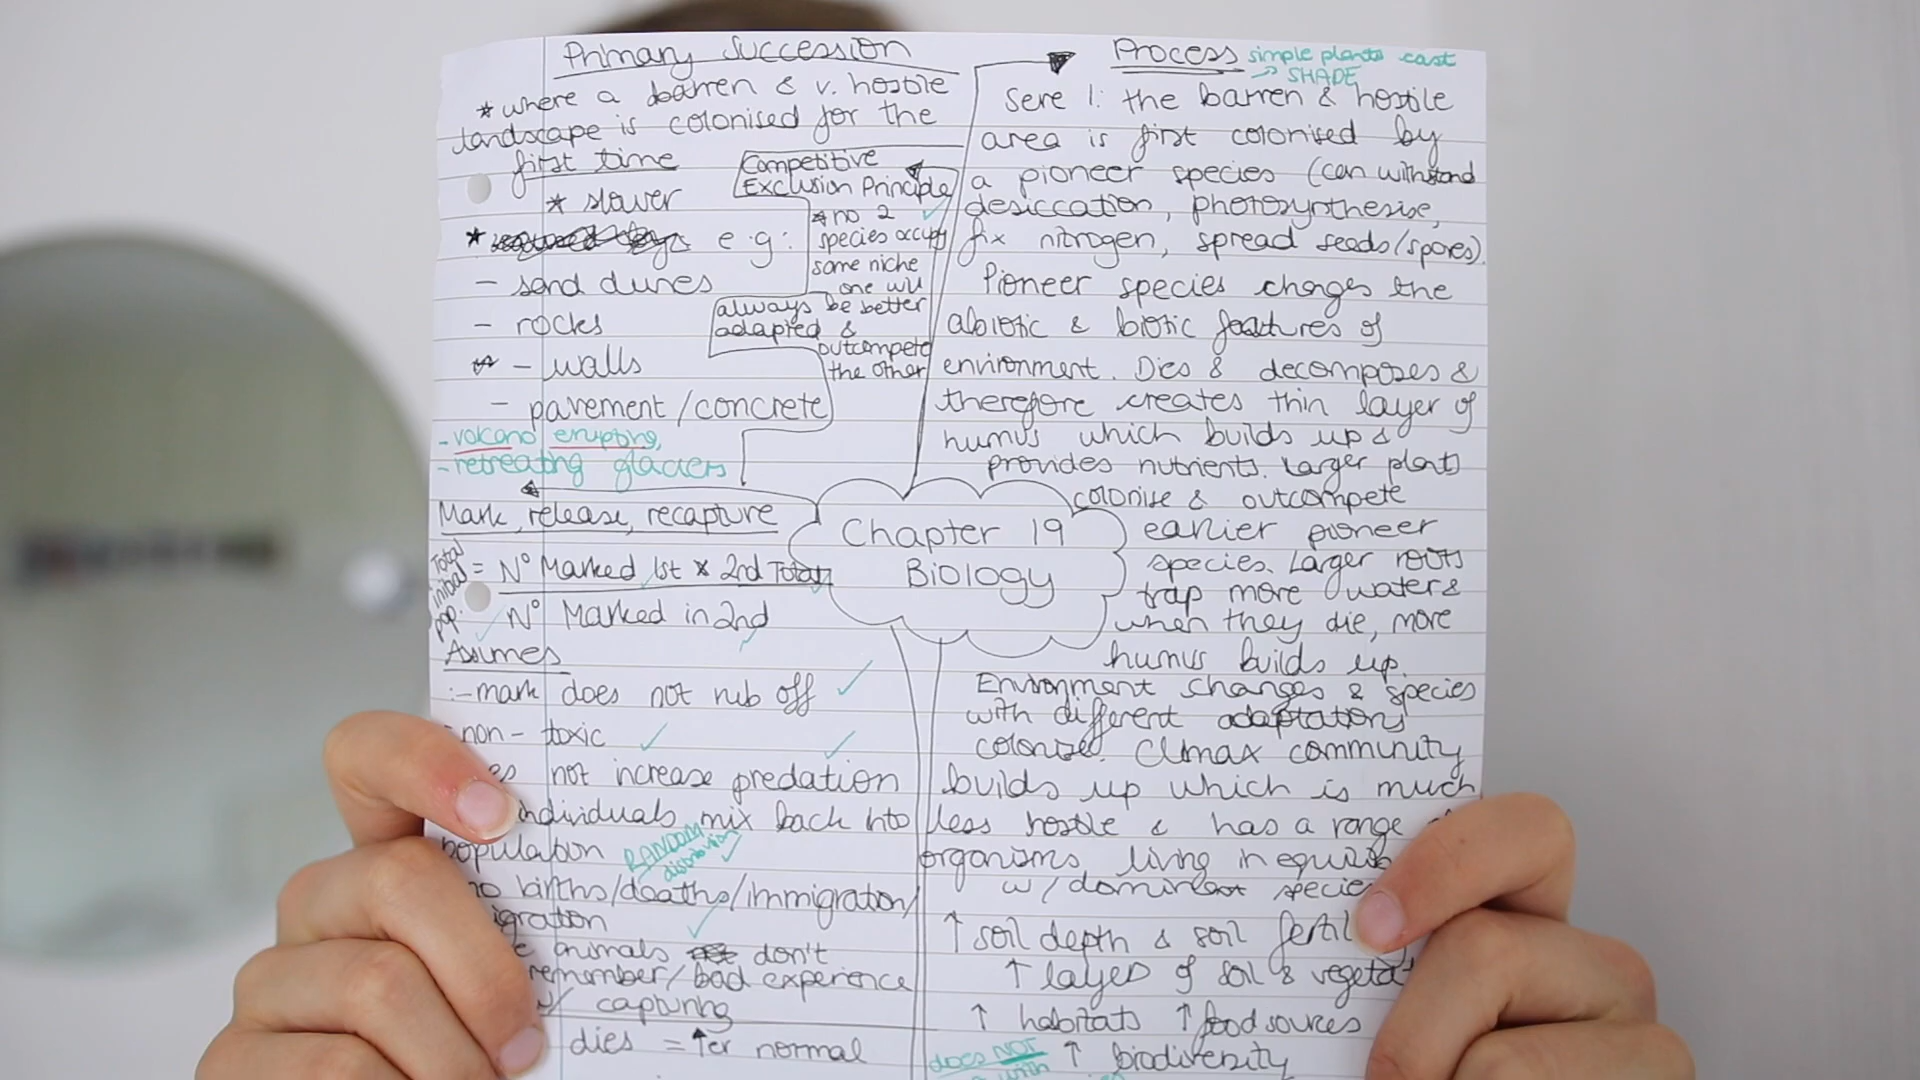 Primary Succession
* where a barren & v. hostile
landscape is colonised for the
first time
* slower
* e.g:
- sand dunes
- rocks
- walls
- pavement/concrete
- volcano erupting,
- retreating glaciers
Competitive
Exclusion Principle
* no 2
species occupy
same niche
one will
always be better
adapted &
outcompete
the other
Mark, release, recapture
Total
initial
pop.
= N° Marked 1st x 2nd Total
N° Marked in 2nd
Assumes
- mark does not rub off
- non-toxic
not increase predation
individuals mix back into
population
RANDOM
distribution
no births/deaths/immigration/
igration
animals don't
remember/bad experience
w/ capturing
dies = ↑er normal
Chapter 19
Biology
Process
simple plants cast
→ SHADE
Sere 1: the barren & hostile
area is first colonised by
a pioneer species (can withstand
desiccation, photosynthesise,
fix nitrogen, spread seeds/spores).
Pioneer species changes the
abiotic & biotic features of
environment. Dies & decomposes &
therefore creates thin layer of
humus which builds up &
provides nutrients. Larger plants
colonise & outcompete
earlier pioneer
species. Larger roots
trap more water &
when they die, more
humus builds up.
Environment changes & species
with different adaptations
colonise. Climax community
builds up which is much
less hostile & has a range
organisms living in
w/ dominant species
↑ soil depth & soil
↑ layers of soil &
↑ habitats ↑ food sources
↑ biodiversity
does NOT
with